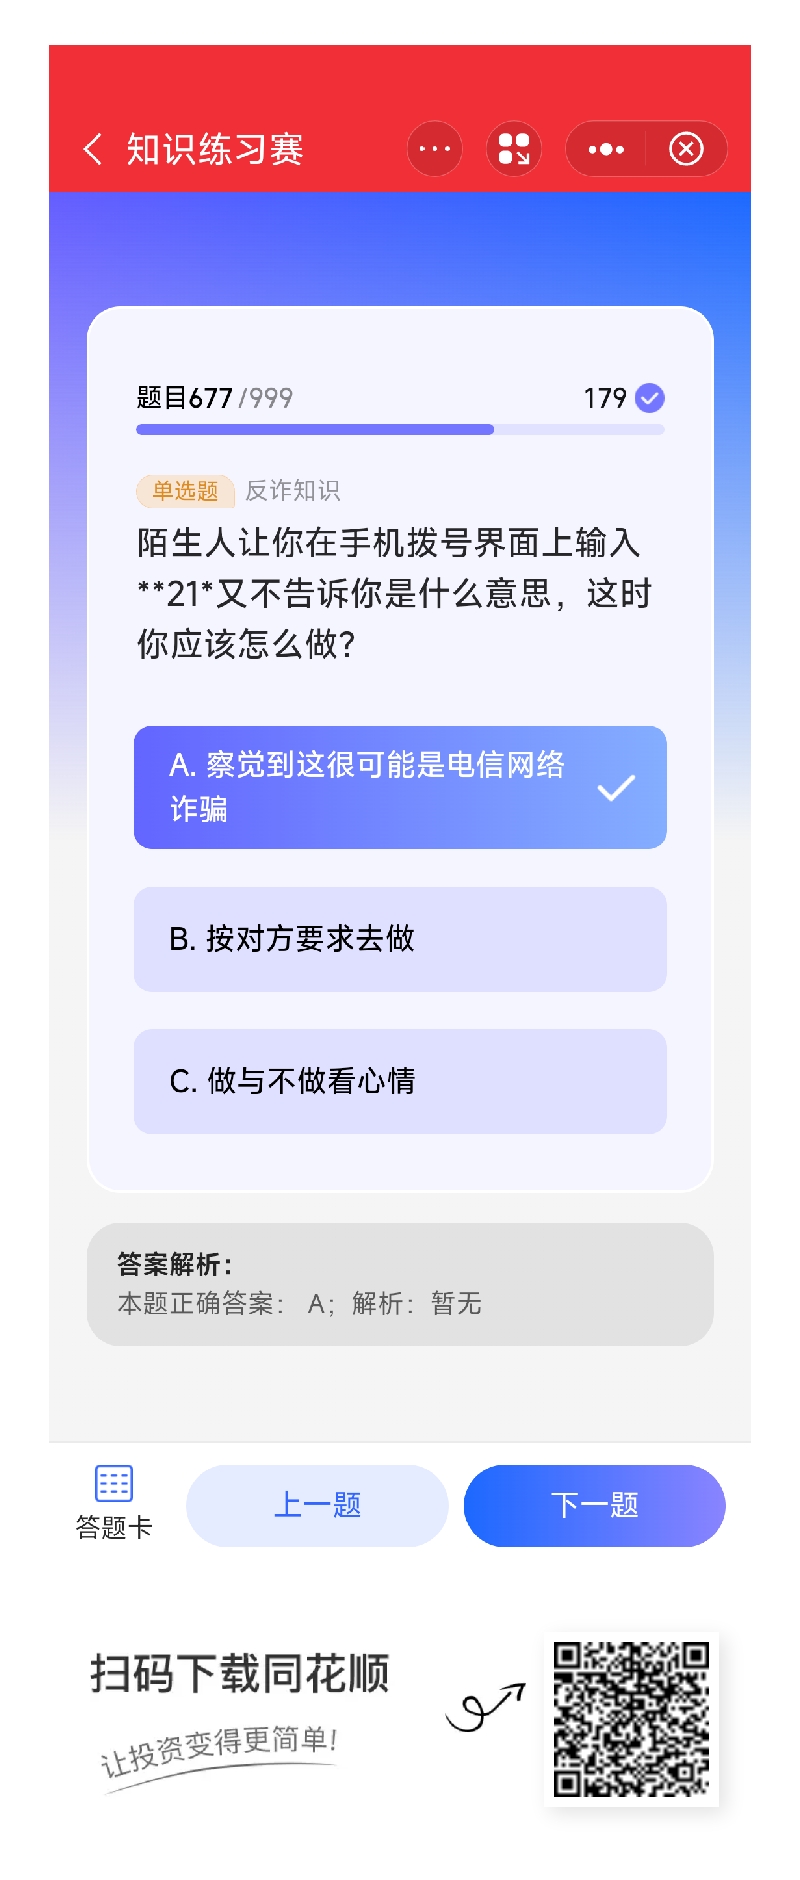 知识练习赛
题目677/999
179
单选题 反诈知识
陌生人让你在手机拨号界面上输入
**21*又不告诉你是什么意思，这时
你应该怎么做?
A. 察觉到这很可能是电信网络
诈骗
B. 按对方要求去做
C. 做与不做看心情
答案解析：
本题正确答案： A；解析：暂无
答题卡
上一题
下一题
扫码下载同花顺
让投资变得更简单!